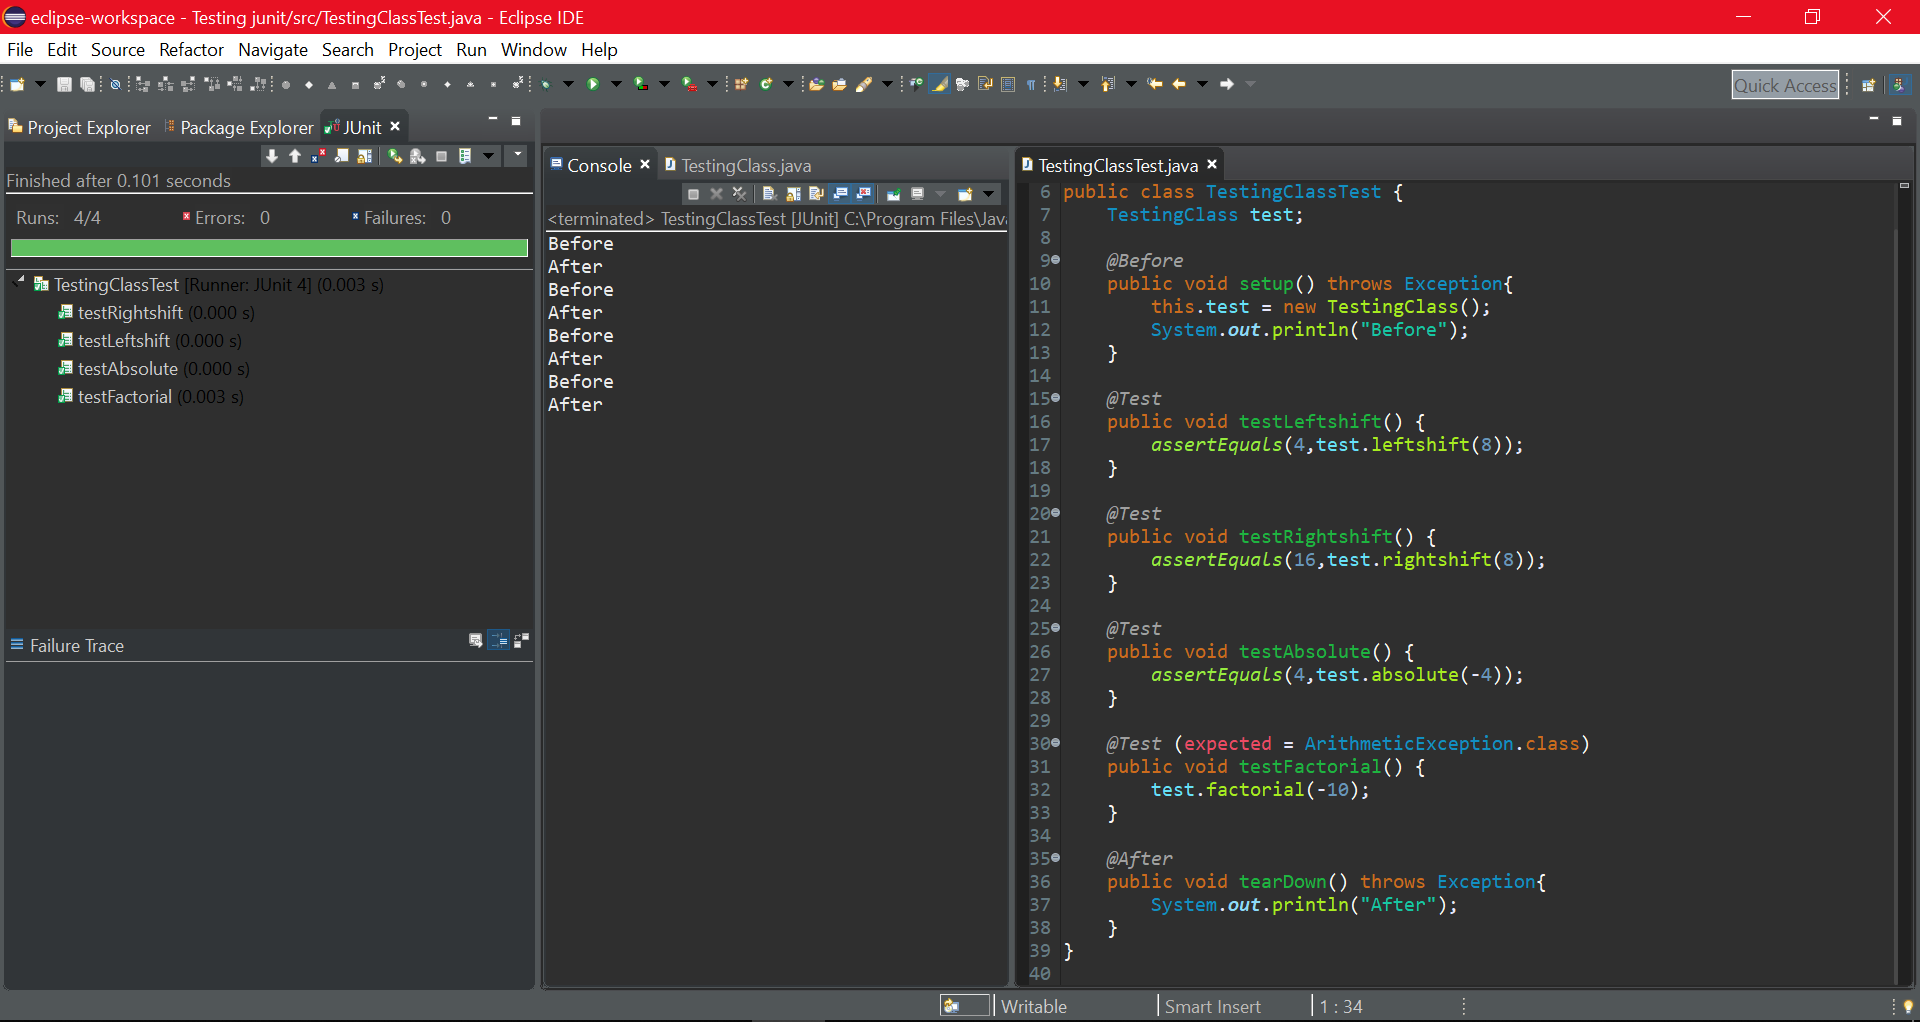 eclipse-workspace - Testing junit/src/TestingClassTest.java - Eclipse IDE
File Edit Source Refactor Navigate Search Project Run Window Help
Quick Access
Project Explorer Package Explorer JUnit
Finished after 0.101 seconds
Runs: 4/4 Errors: 0 Failures: 0
TestingClassTest [Runner: JUnit 4] (0.003 s)
testRightshift (0.000 s)
testLeftshift (0.000 s)
testAbsolute (0.000 s)
testFactorial (0.003 s)
Failure Trace
Console TestingClass.java
<terminated> TestingClassTest [JUnit] C:\Program Files\Jav
Before
After
Before
After
Before
After
Before
After
TestingClassTest.java
6 public class TestingClassTest {
7 TestingClass test;
8
9 @Before
10 public void setup() throws Exception{
11 this.test = new TestingClass();
12 System.out.println("Before");
13 }
14
15 @Test
16 public void testLeftshift() {
17 assertEquals(4,test.leftshift(8));
18 }
19
20 @Test
21 public void testRightshift() {
22 assertEquals(16,test.rightshift(8));
23 }
24
25 @Test
26 public void testAbsolute() {
27 assertEquals(4,test.absolute(-4));
28 }
29
30 @Test (expected = ArithmeticException.class)
31 public void testFactorial() {
32 test.factorial(-10);
33 }
34
35 @After
36 public void tearDown() throws Exception{
37 System.out.println("After");
38 }
39 }
40
Writable Smart Insert 1 : 34